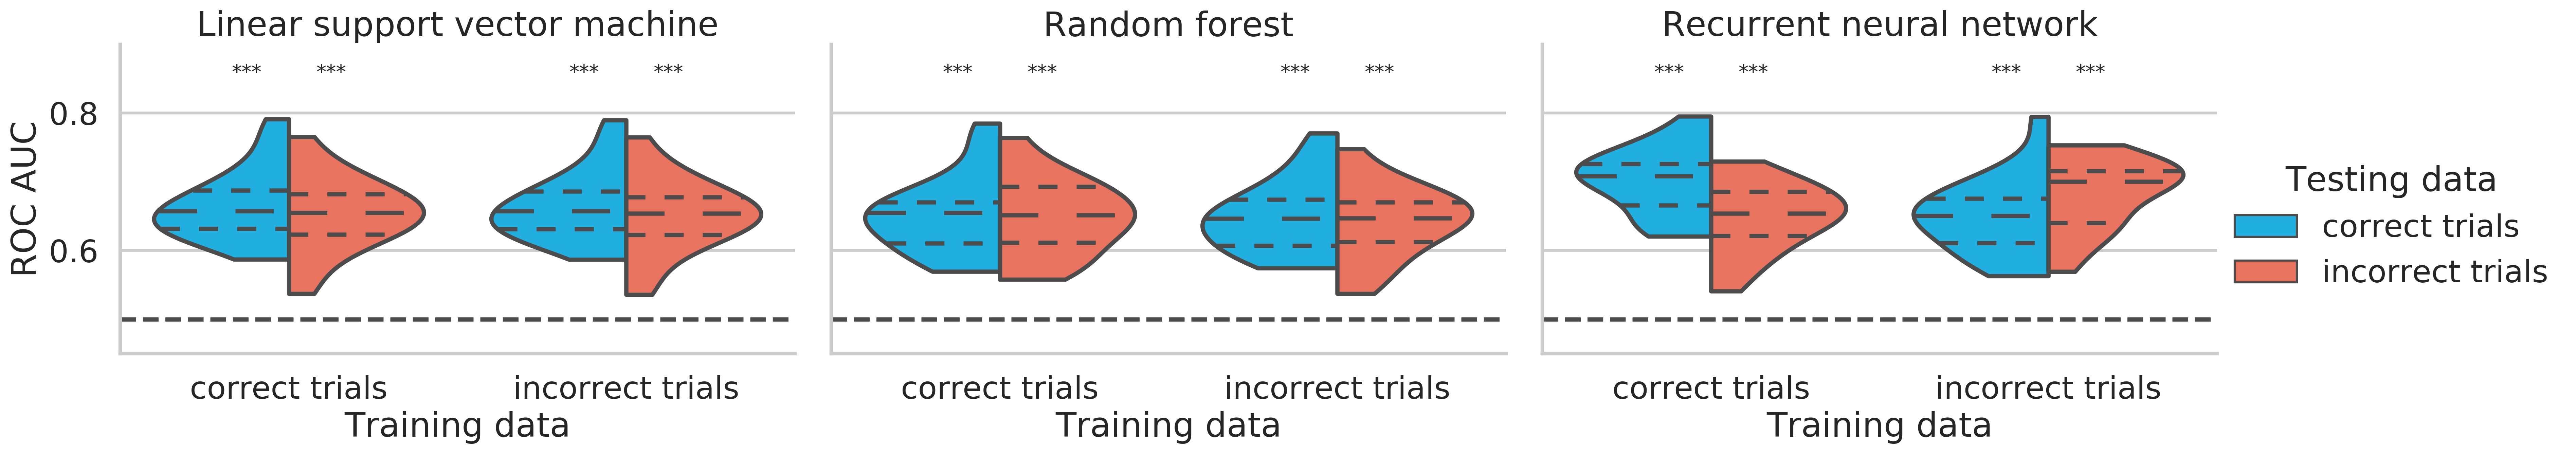 Linear support vector machine
Random forest
Recurrent neural network
*** *** *** ***
*** *** *** ***
*** *** *** ***
ROC AUC
0.8
0.6
correct trials incorrect trials
Training data
correct trials incorrect trials
Training data
correct trials incorrect trials
Training data
Testing data
correct trials
incorrect trials